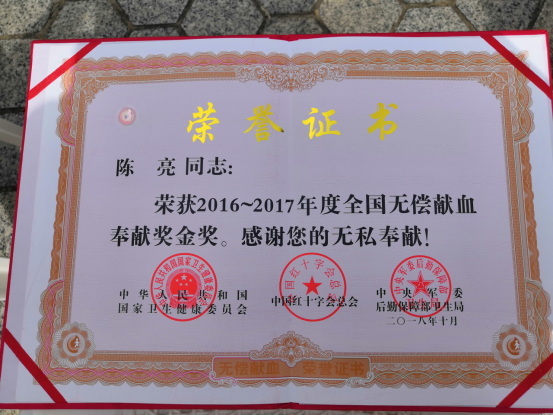 荣誉证书
陈 亮 同志:
荣获2016~2017年度全国无偿献血
奉献奖金奖。感谢您的无私奉献!
中华人民共和国
国家卫生健康委员会
中国红十字会总会
中央军委
后勤保障部卫生局
二〇一八年十月
无偿献血 荣誉证书